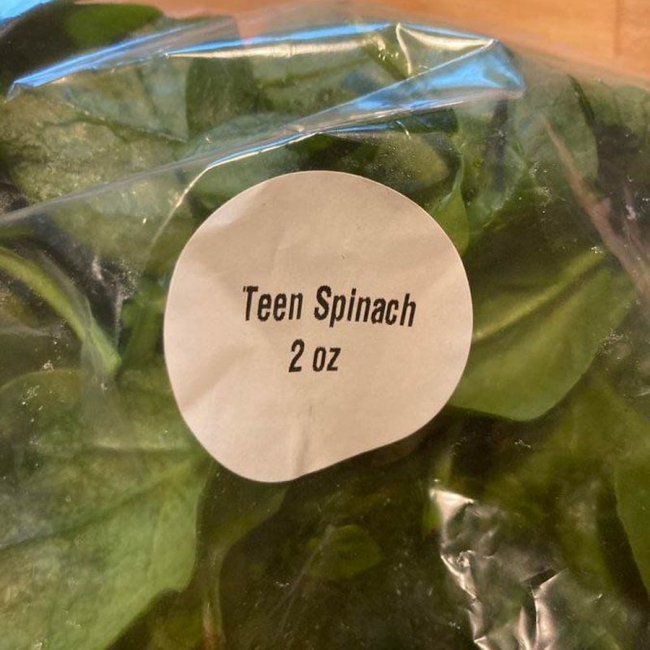 Teen Spinach
2 oz